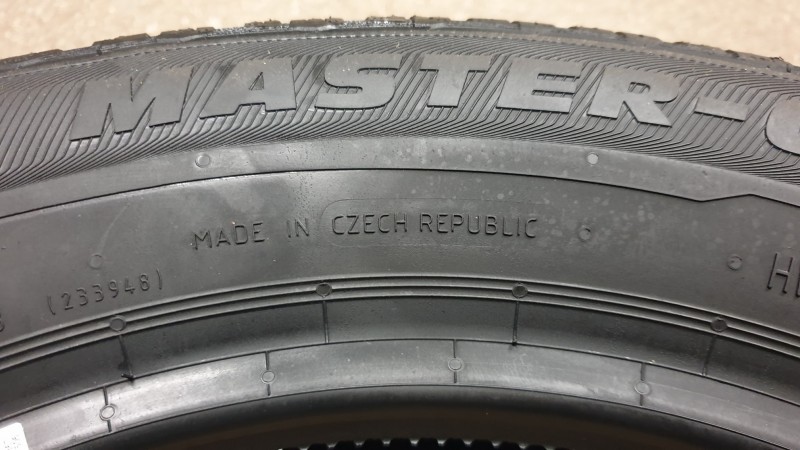 MASTER-
MADE IN CZECH REPUBLIC
(233948)
H